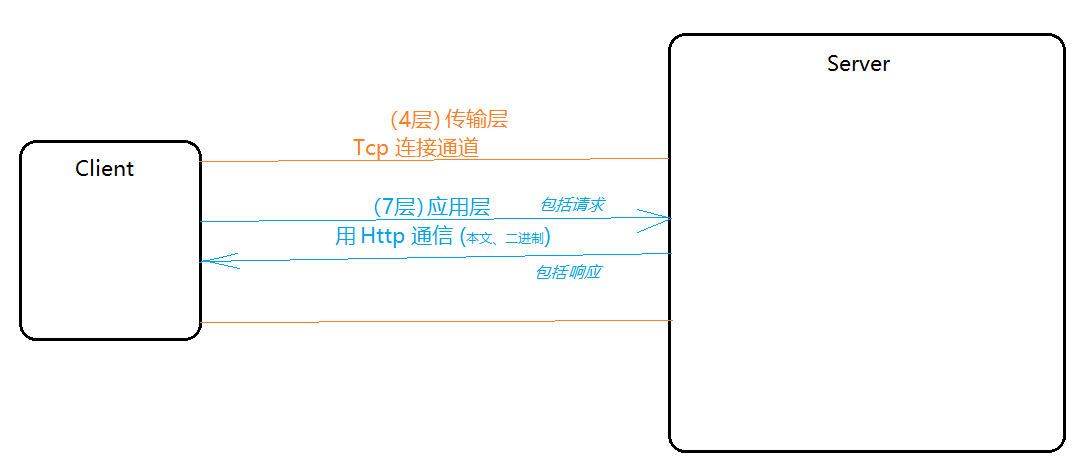 Server
(4层) 传输层
Tcp 连接通道
Client
(7层) 应用层
包括请求
用 Http 通信 (本文、二进制)
包括响应